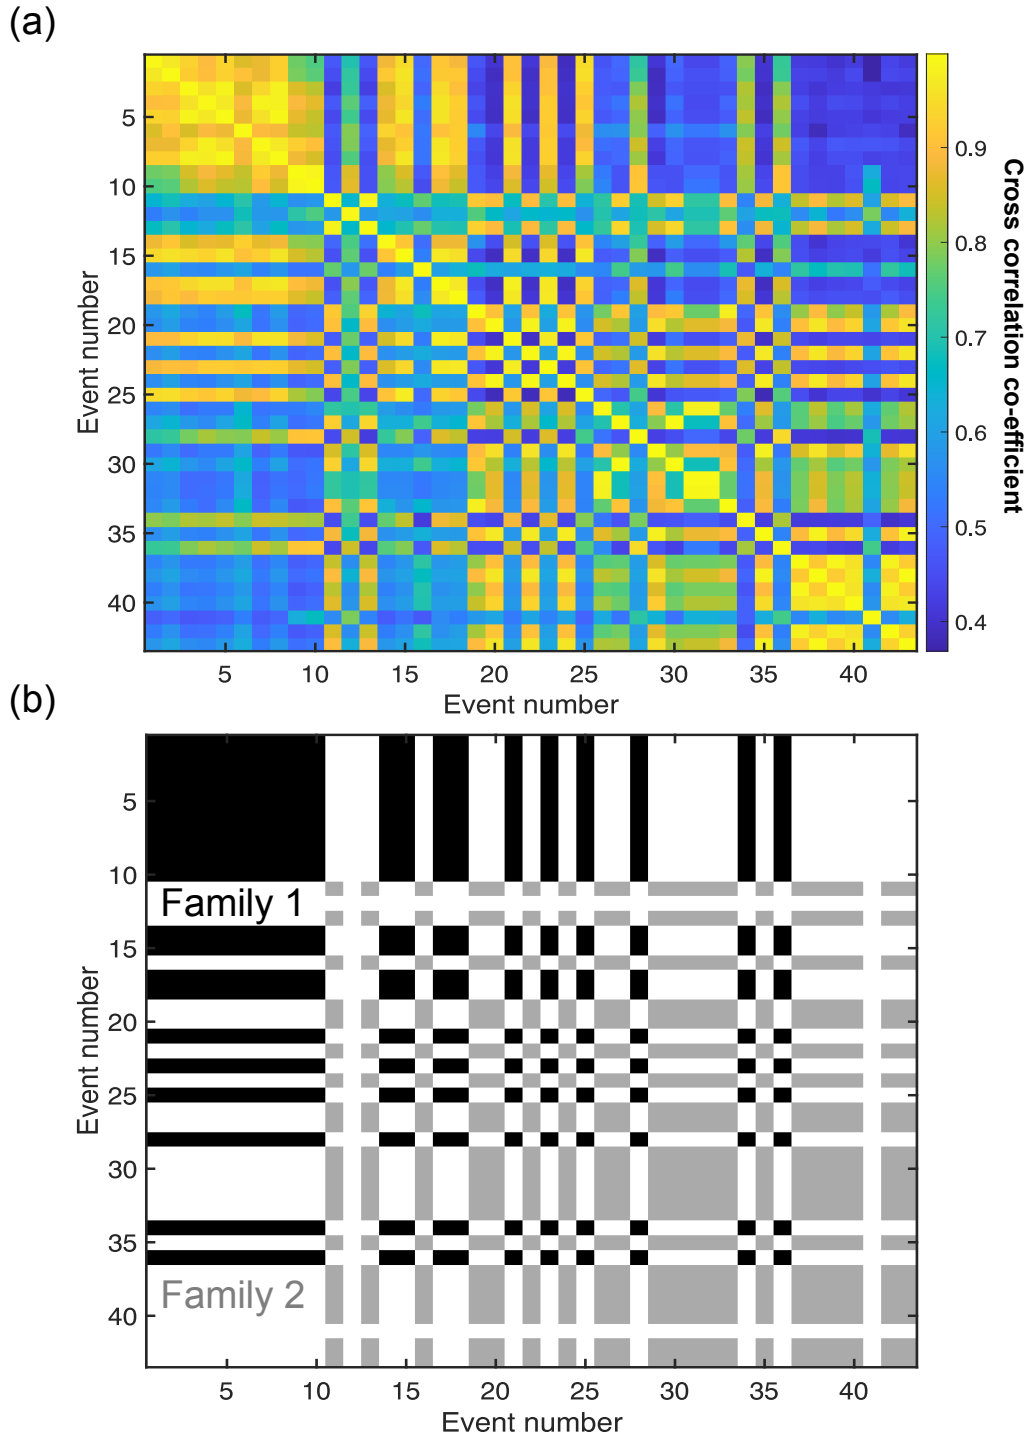 (a)
5
10
15
20
25
30
35
40
Event number
5 10 15 20 25 30 35 40
Event number
0.9
0.8
0.7
0.6
0.5
0.4
Cross correlation co-efficient
(b)
5
10
15
20
25
30
35
40
Event number
Family 1
Family 2
5 10 15 20 25 30 35 40
Event number